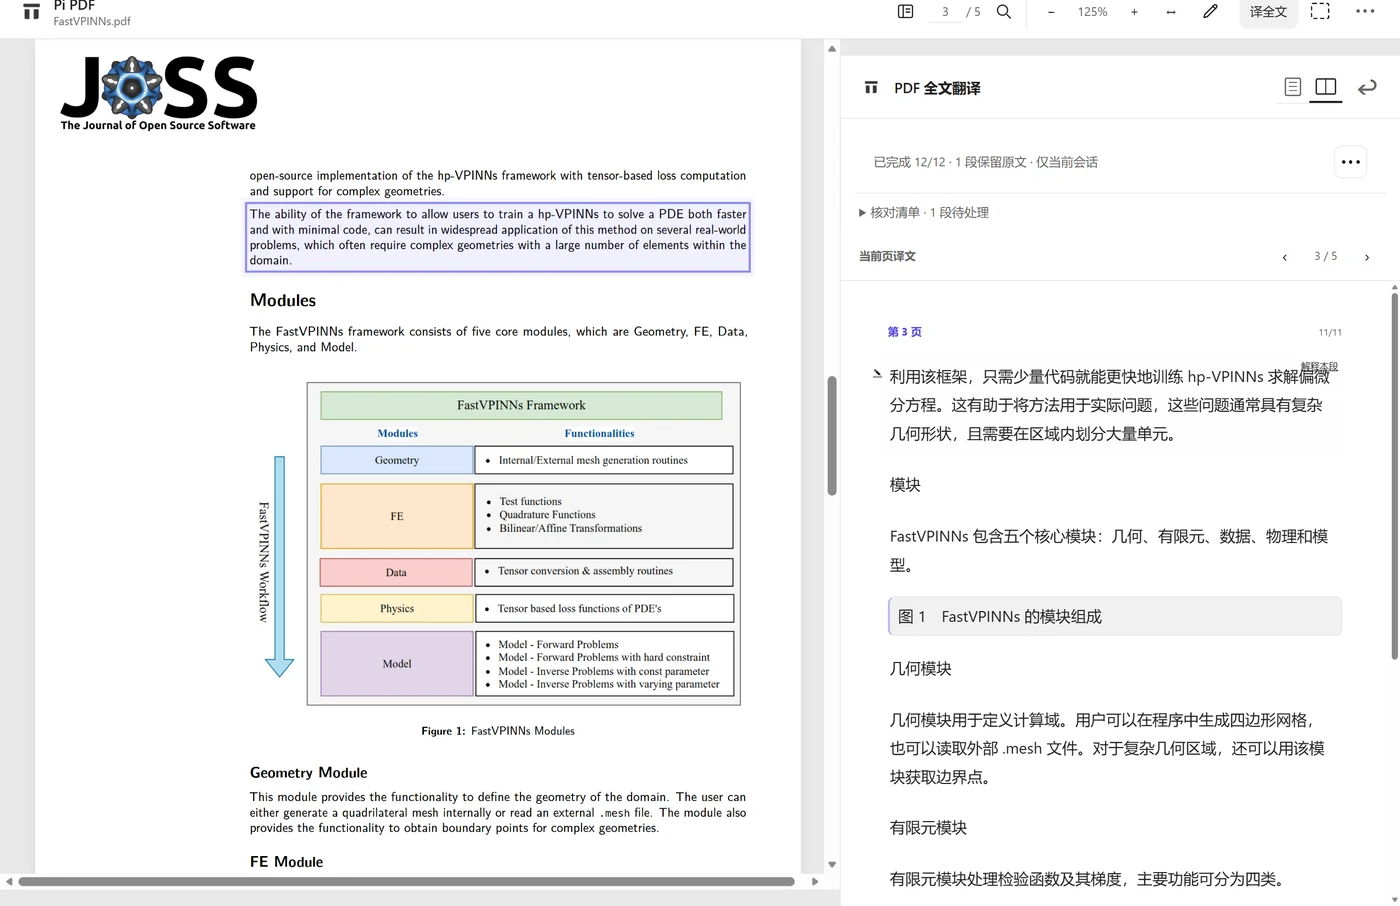 Pi PDF
FastVPINNs.pdf
3 / 5
− 125% +
译全文
JOSS
The Journal of Open Source Software
open-source implementation of the hp-VPINNs framework with tensor-based loss computation
and support for complex geometries.
The ability of the framework to allow users to train a hp-VPINNs to solve a PDE both faster
and with minimal code, can result in widespread application of this method on several real-world
problems, which often require complex geometries with a large number of elements within the
domain.
Modules
The FastVPINNs framework consists of five core modules, which are Geometry, FE, Data,
Physics, and Model.
FastVPINNs Framework
Modules
Functionalities
Geometry
• Internal/External mesh generation routines
FE
• Test functions
• Quadrature Functions
• Bilinear/Affine Transformations
Data
• Tensor conversion & assembly routines
Physics
• Tensor based loss functions of PDE's
Model
• Model - Forward Problems
• Model - Forward Problems with hard constraint
• Model - Inverse Problems with const parameter
• Model - Inverse Problems with varying parameter
FastVPINNs Workflow
Figure 1: FastVPINNs Modules
Geometry Module
This module provides the functionality to define the geometry of the domain. The user can
either generate a quadrilateral mesh internally or read an external .mesh file. The module also
provides the functionality to obtain boundary points for complex geometries.
FE Module
PDF 全文翻译
已完成 12/12 · 1 段保留原文 · 仅当前会话
核对清单 · 1 段待处理
当前页译文
‹ 3 / 5 ›
第 3 页
11/11
解释本段
利用该框架，只需少量代码就能更快地训练 hp-VPINNs 求解偏微
分方程。这有助于将方法用于实际问题，这些问题通常具有复杂
几何形状，且需要在区域内划分大量单元。
模块
FastVPINNs 包含五个核心模块：几何、有限元、数据、物理和模
型。
图 1 FastVPINNs 的模块组成
几何模块
几何模块用于定义计算域。用户可以在程序中生成四边形网格，
也可以读取外部 .mesh 文件。对于复杂几何区域，还可以用该模
块获取边界点。
有限元模块
有限元模块处理检验函数及其梯度，主要功能可分为四类。